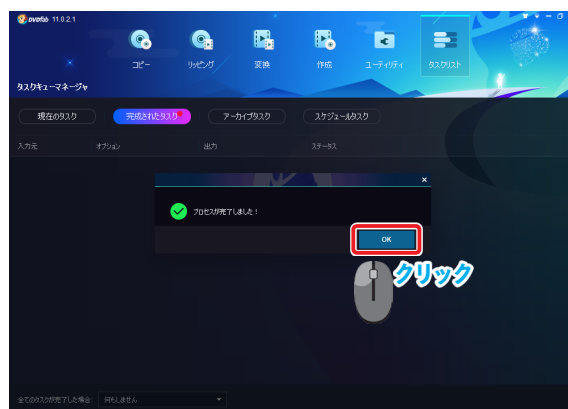 DVDFab 11.0.2.1
コピー
リッピング
変換
作成
ユーティリティ
タスクリスト
タスクキューマネージャ
現在のタスク
完成されたタスク
アーカイブタスク
スケジュールタスク
入力元
オプション
出力
ステータス
プロセスが完了しました！
OK
クリック
全てのタスクが完了した場合:
何もしません